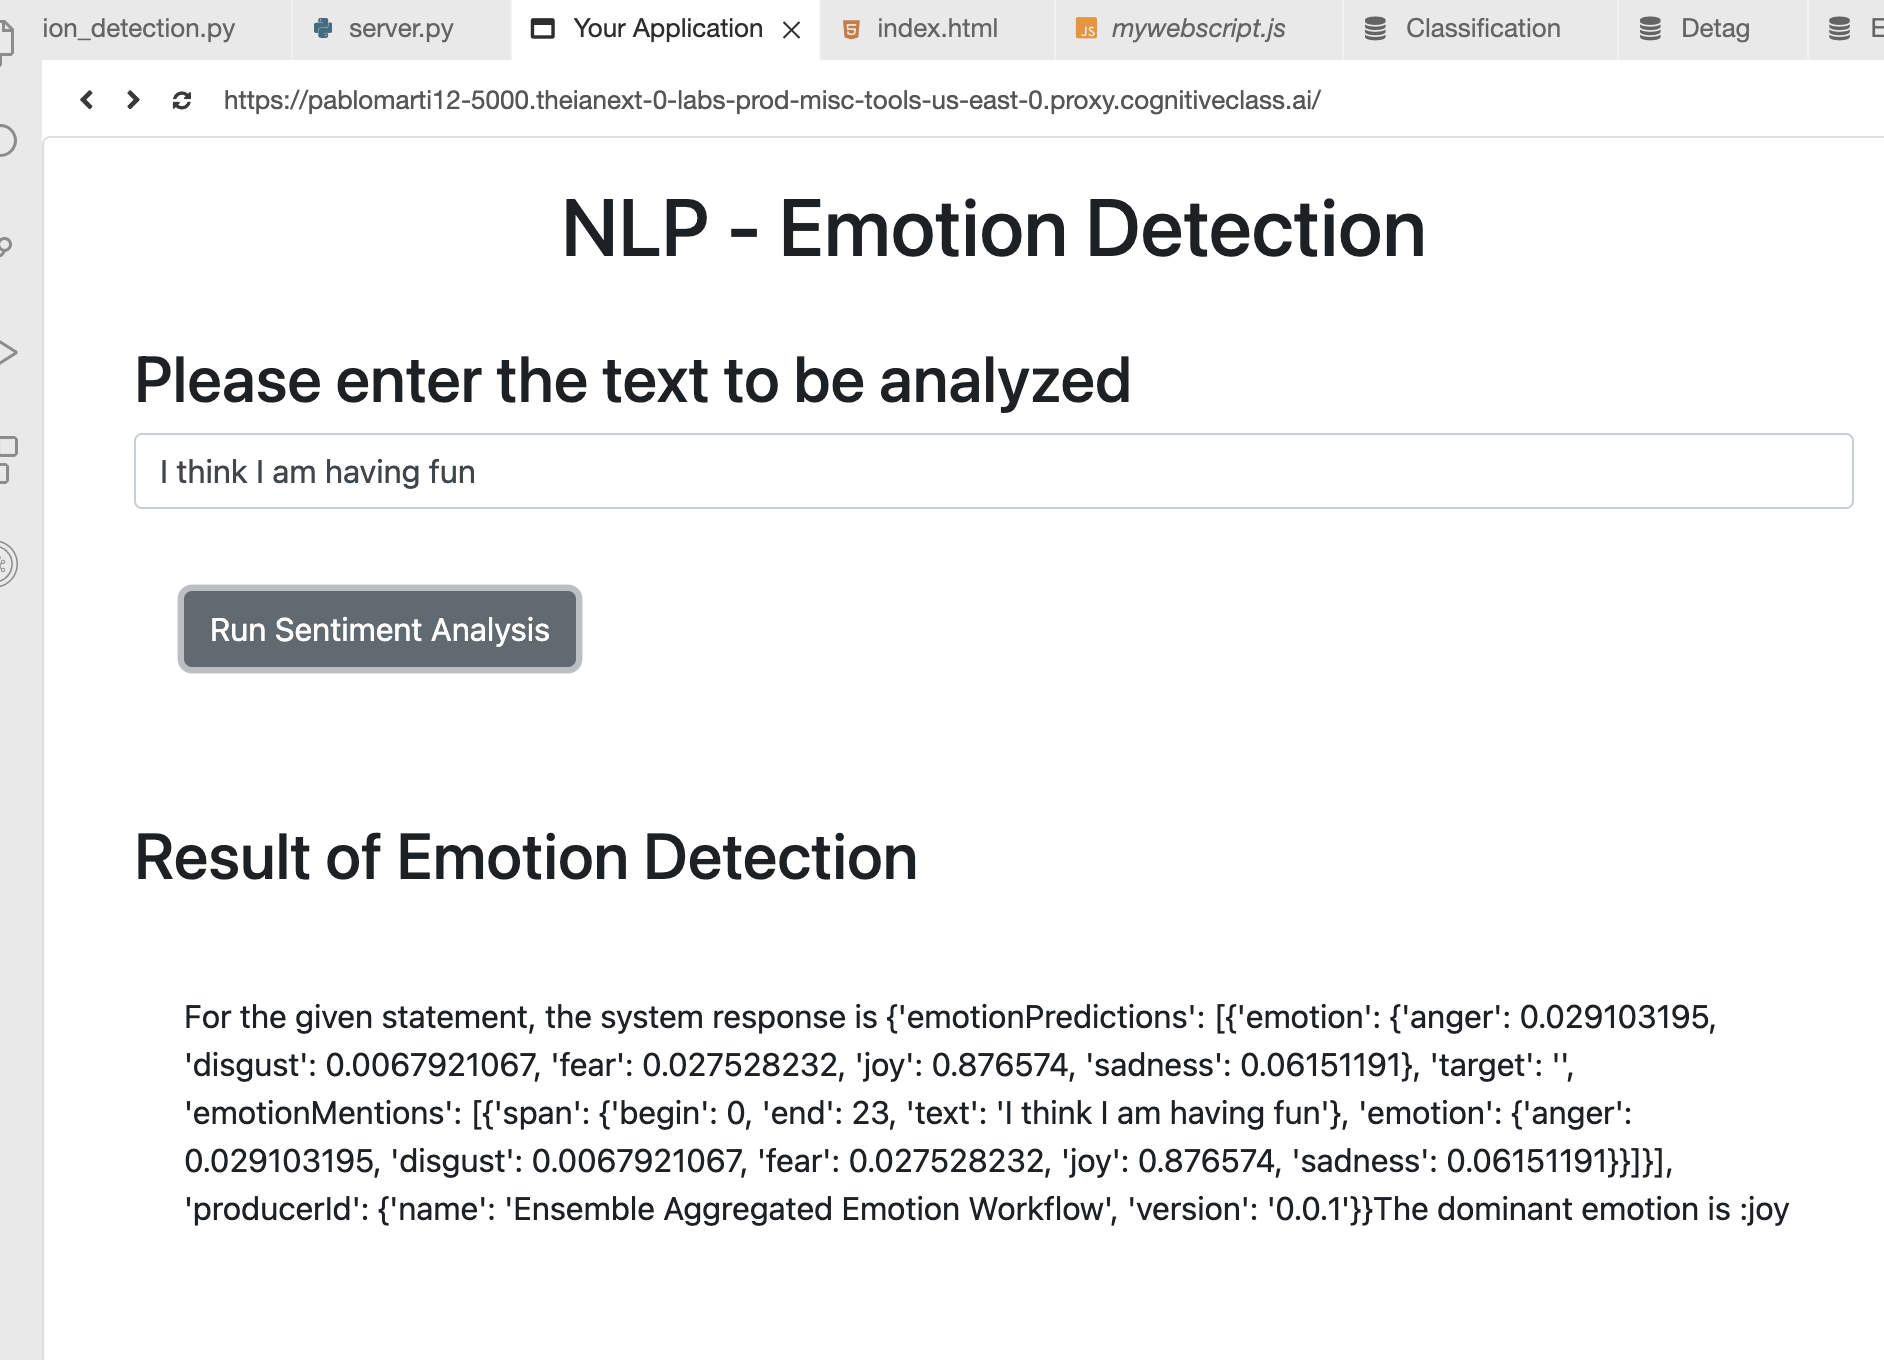 ion_detection.py server.py Your Application index.html JS mywebscript.js Classification Detag E
https://pablomarti12-5000.theianext-0-labs-prod-misc-tools-us-east-0.proxy.cognitiveclass.ai/
NLP - Emotion Detection
Please enter the text to be analyzed
I think I am having fun
Run Sentiment Analysis
Result of Emotion Detection
For the given statement, the system response is {'emotionPredictions': [{'emotion': {'anger': 0.029103195,
'disgust': 0.0067921067, 'fear': 0.027528232, 'joy': 0.876574, 'sadness': 0.06151191}, 'target': '',
'emotionMentions': [{'span': {'begin': 0, 'end': 23, 'text': 'I think I am having fun'}, 'emotion': {'anger':
0.029103195, 'disgust': 0.0067921067, 'fear': 0.027528232, 'joy': 0.876574, 'sadness': 0.06151191}}]}],
'producerId': {'name': 'Ensemble Aggregated Emotion Workflow', 'version': '0.0.1'}}The dominant emotion is :joy